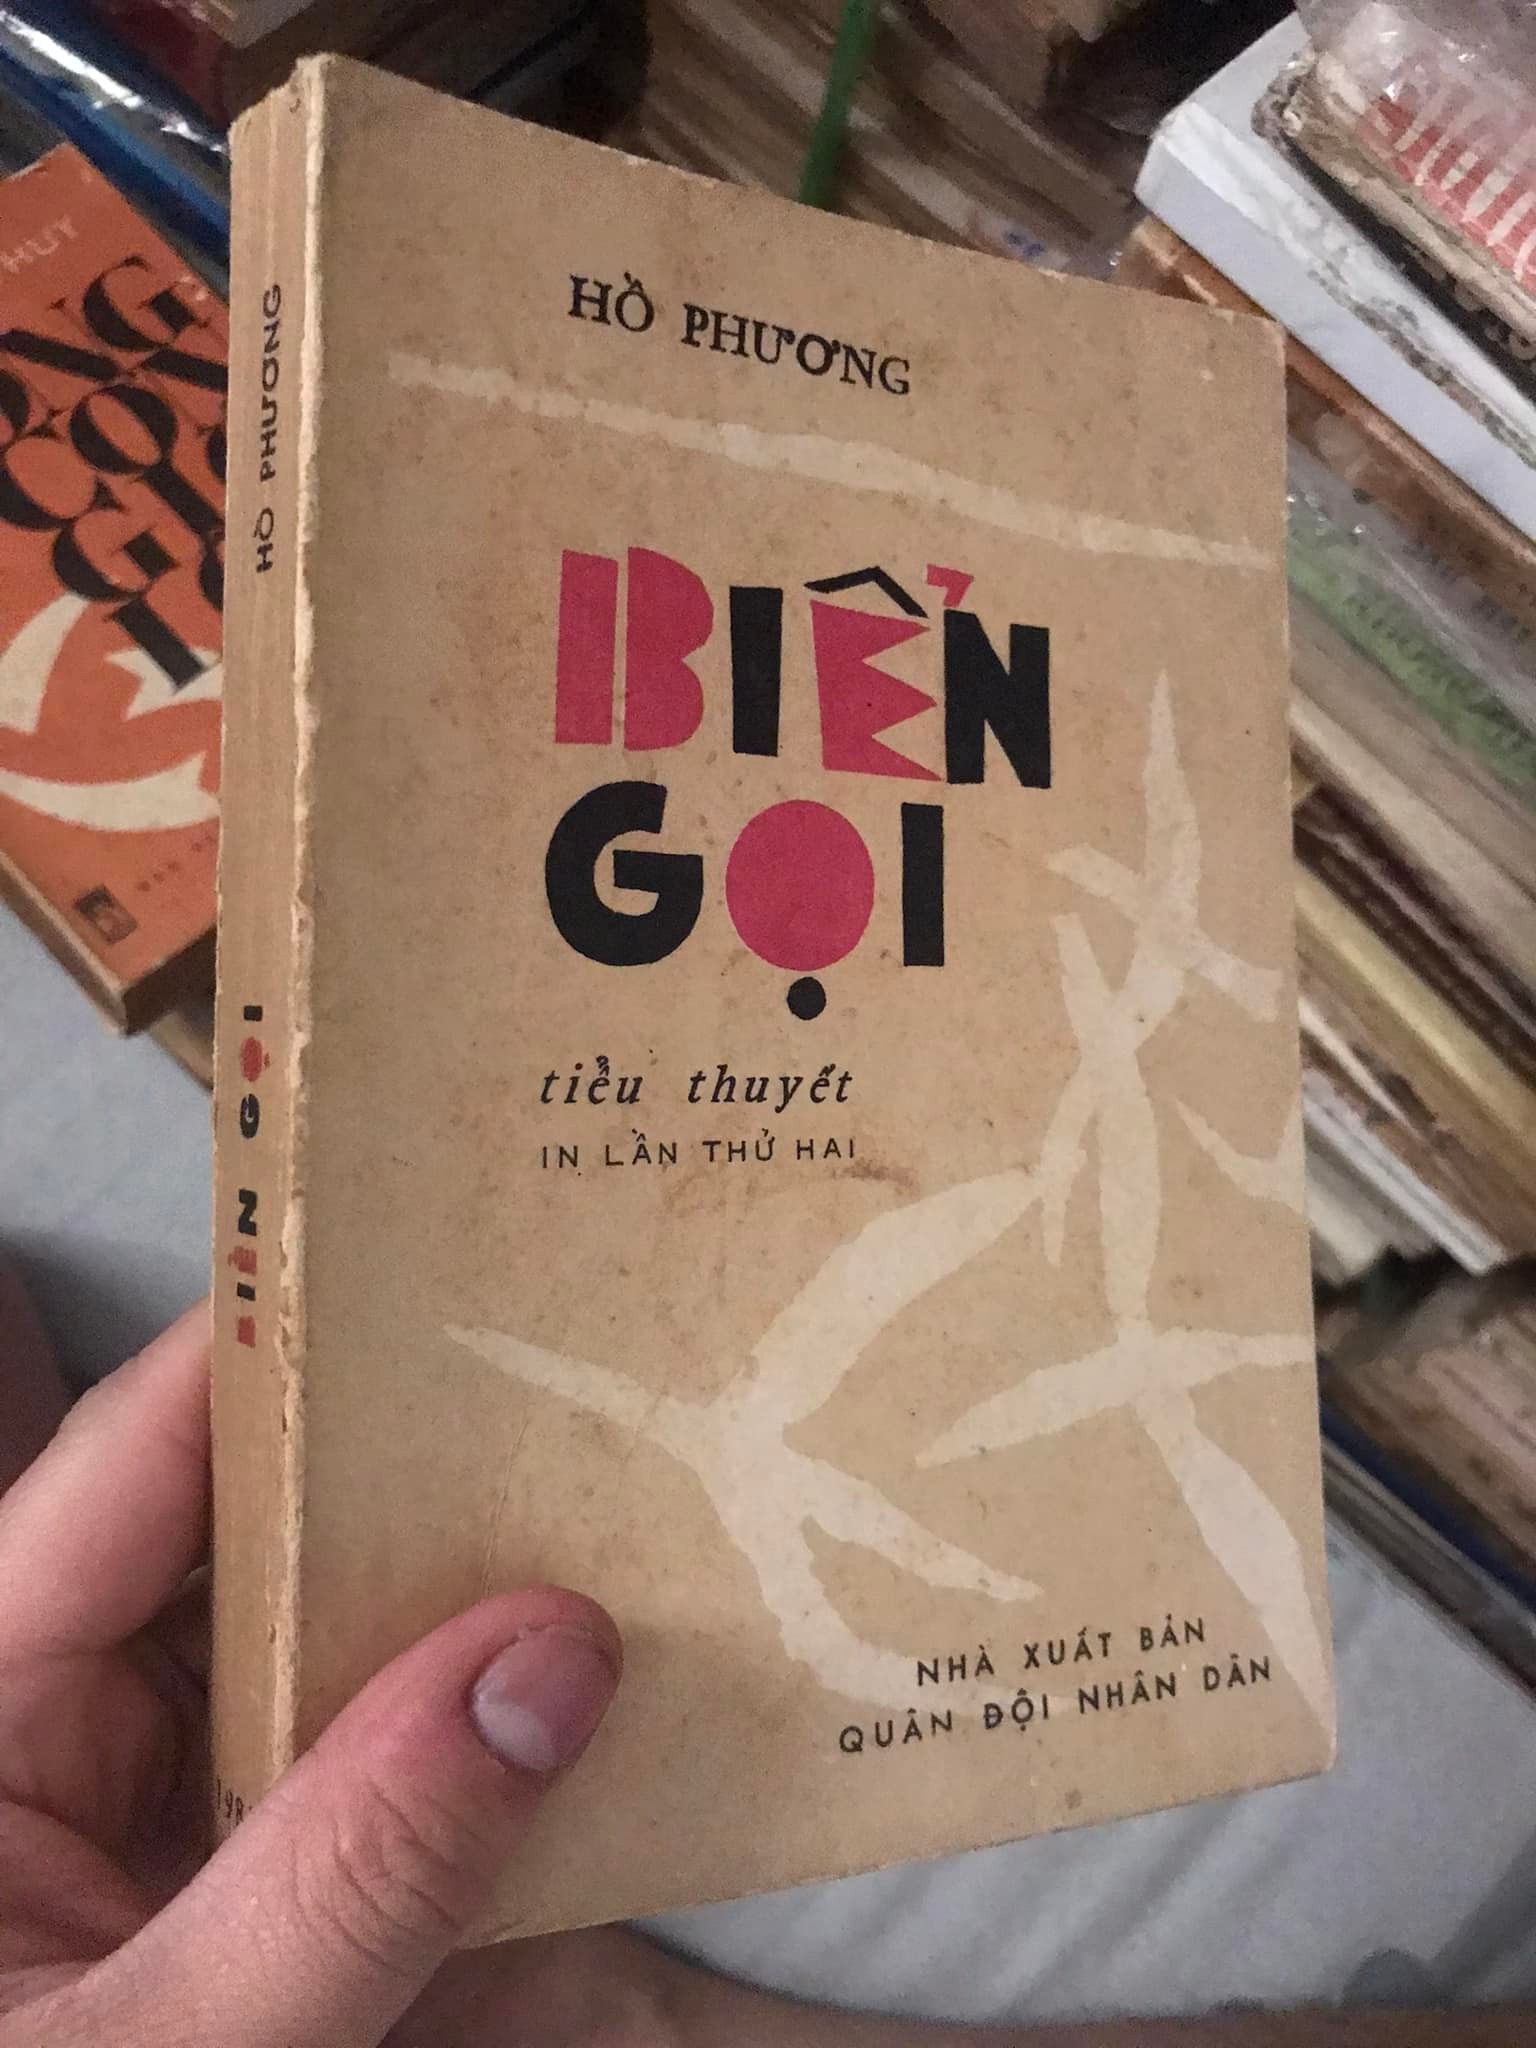 HỒ PHƯƠNG
BIỂN
GỌI
tiểu thuyết
IN LẦN THỨ HAI
NHÀ XUẤT BẢN
QUÂN ĐỘI NHÂN DÂN
HỒ PHƯƠNG
BIỂN GỌI
HUY